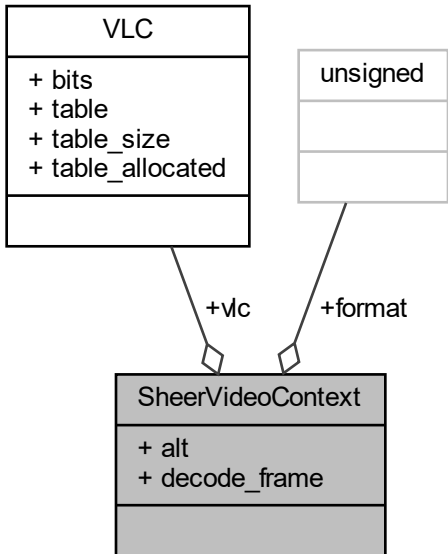 VLC
+ bits
+ table
+ table_size
+ table_allocated
unsigned
+vlc
+format
SheerVideoContext
+ alt
+ decode_frame